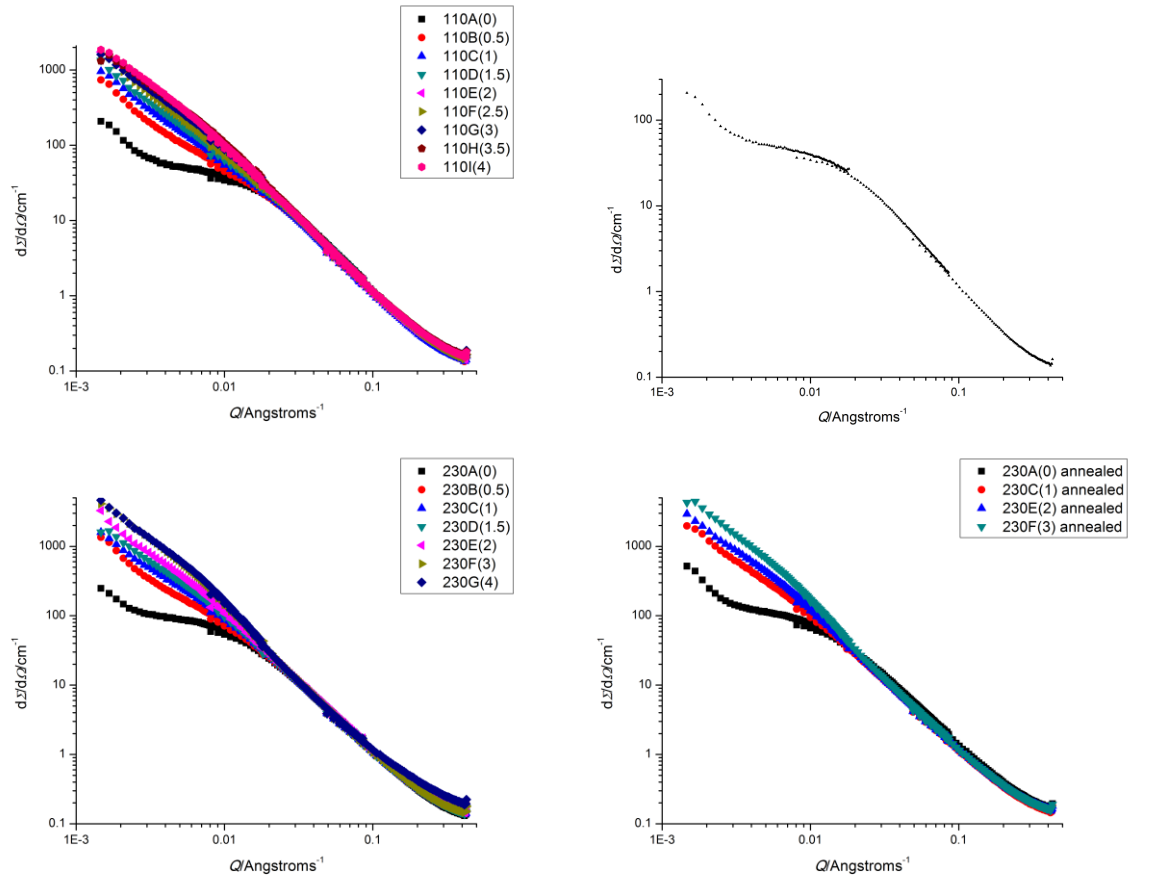 110A(0)
110B(0.5)
110C(1)
110D(1.5)
110E(2)
110F(2.5)
110G(3)
110H(3.5)
110I(4)
1000
100
10
1
0.1
1E-3
0.01
0.1
dΣ/dΩ/cm⁻¹
Q/Angstroms⁻¹
100
10
1
0.1
1E-3
0.01
0.1
dΣ/dΩ/cm⁻¹
Q/Angstroms⁻¹
230A(0)
230B(0.5)
230C(1)
230D(1.5)
230E(2)
230F(3)
230G(4)
1000
100
10
1
0.1
1E-3
0.01
0.1
dΣ/dΩ/cm⁻¹
Q/Angstroms⁻¹
230A(0) annealed
230C(1) annealed
230E(2) annealed
230F(3) annealed
1000
100
10
1
0.1
1E-3
0.01
0.1
dΣ/dΩ/cm⁻¹
Q/Angstroms⁻¹